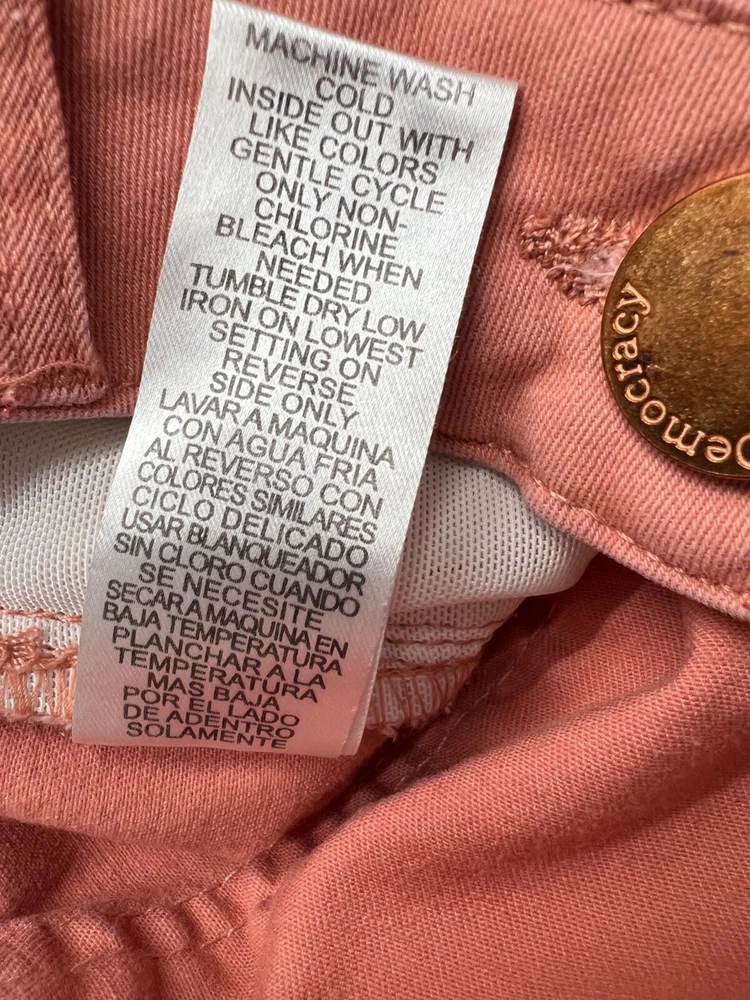 MACHINE WASH
COLD
INSIDE OUT WITH
LIKE COLORS
GENTLE CYCLE
ONLY NON-
CHLORINE
BLEACH WHEN
NEEDED
TUMBLE DRY LOW
IRON ON LOWEST
SETTING ON
REVERSE
SIDE ONLY
LAVAR A MAQUINA
CON AGUA FRIA
AL REVERSO CON
COLORES SIMILARES
CICLO DELICADO
USAR BLANQUEADOR
SIN CLORO CUANDO
SE NECESITE
SECAR A MAQUINA EN
BAJA TEMPERATURA
PLANCHAR A LA
TEMPERATURA
MAS BAJA
POR EL LADO
DE ADENTRO
SOLAMENTE
Democracy